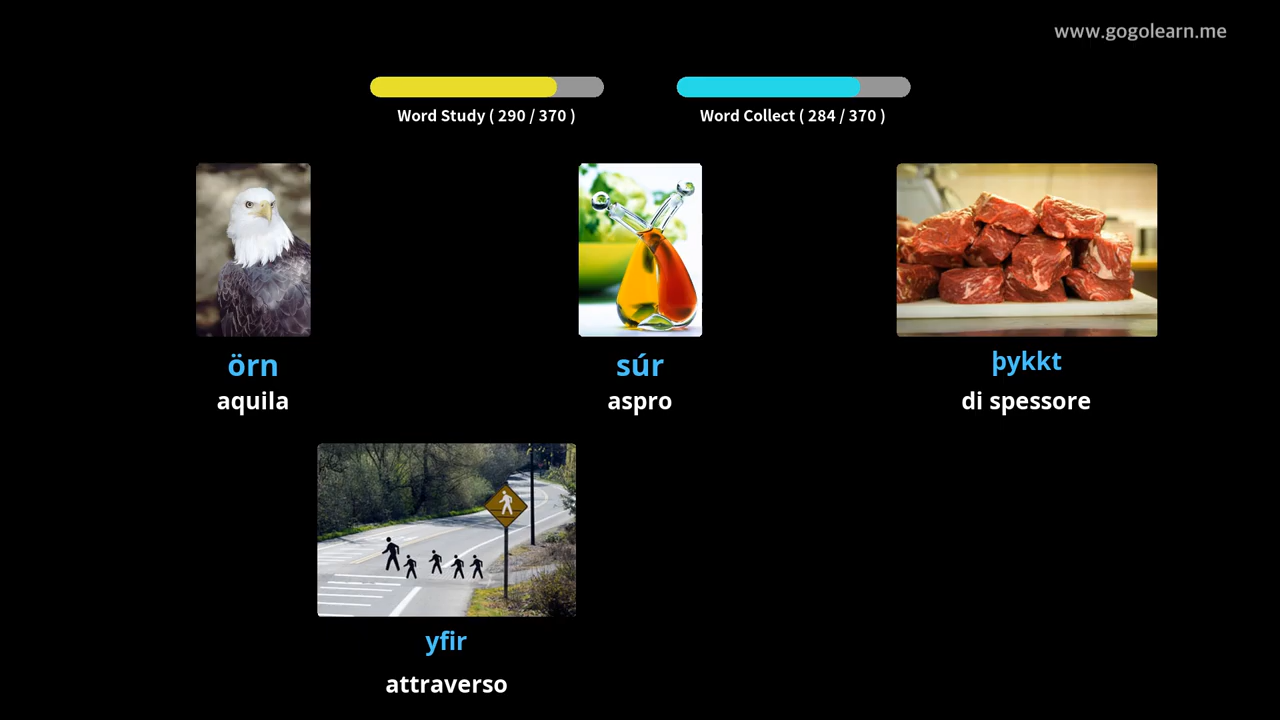 www.gogolearn.me
Word Study ( 290 / 370 )
Word Collect ( 284 / 370 )
örn
súr
þykkt
aquila
aspro
di spessore
yfir
attraverso